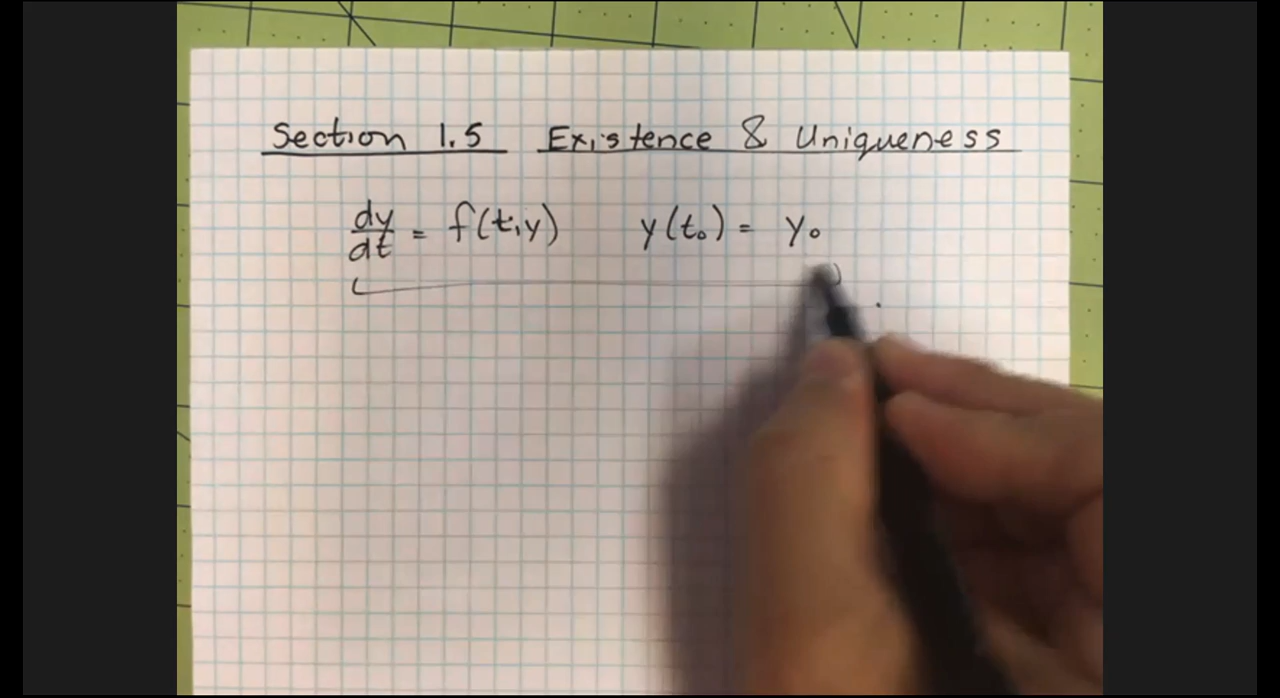 Section 1.5 Existence & Uniqueness
dy/dt = f(t,y) y(t₀) = y₀